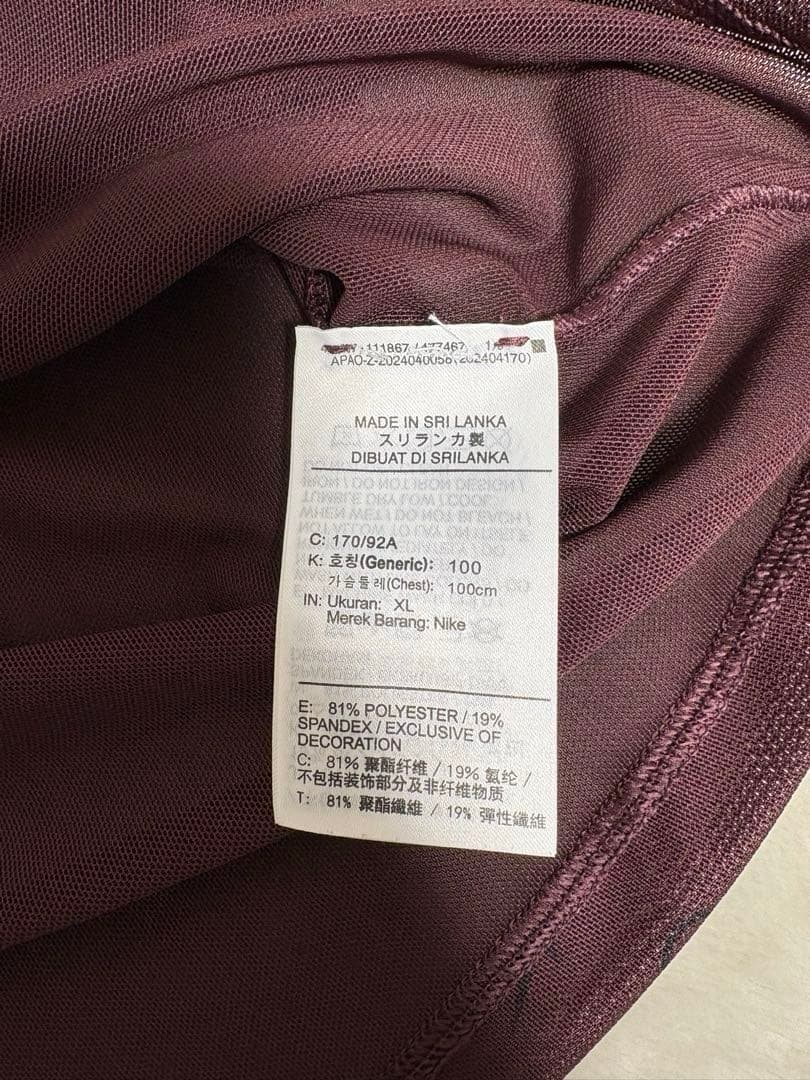 111867 / 477467
APAO-Z-2024040058(202404170)
MADE IN SRI LANKA
スリランカ製
DIBUAT DI SRILANKA
C: 170/92A
K: 호칭(Generic): 100
가슴둘레(Chest): 100cm
IN: Ukuran: XL
Merek Barang: Nike
E: 81% POLYESTER / 19%
SPANDEX / EXCLUSIVE OF
DECORATION
C: 81% 聚酯纤维 / 19% 氨纶 /
不包括装饰部分及非纤维物质
T: 81% 聚酯纖維 / 19% 彈性纖維